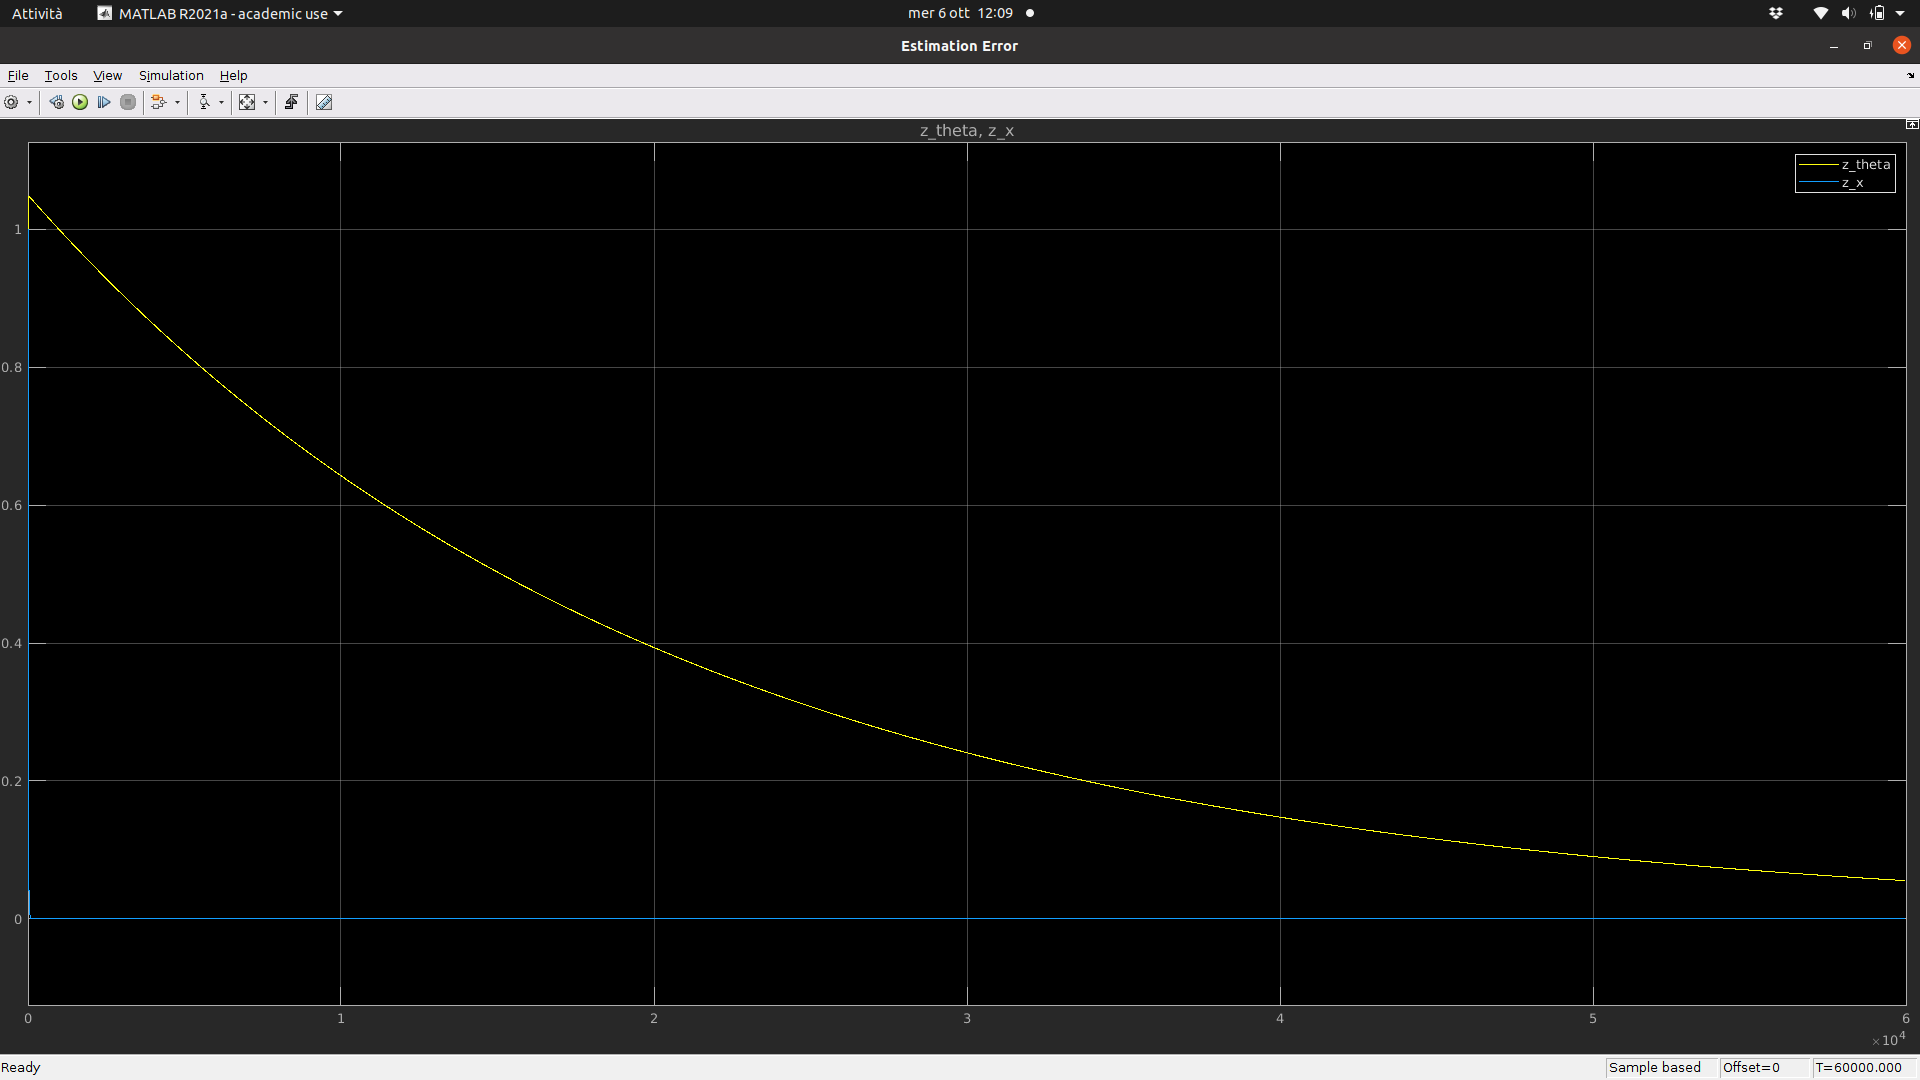 Attività MATLAB R2021a - academic use mer 6 ott 12:09
Estimation Error
File Tools View Simulation Help
z_theta, z_x
z_theta
z_x
1
0.8
0.6
0.4
0.2
0
0 1 2 3 4 5 6
×10^4
Ready Sample based Offset=0 T=60000.000